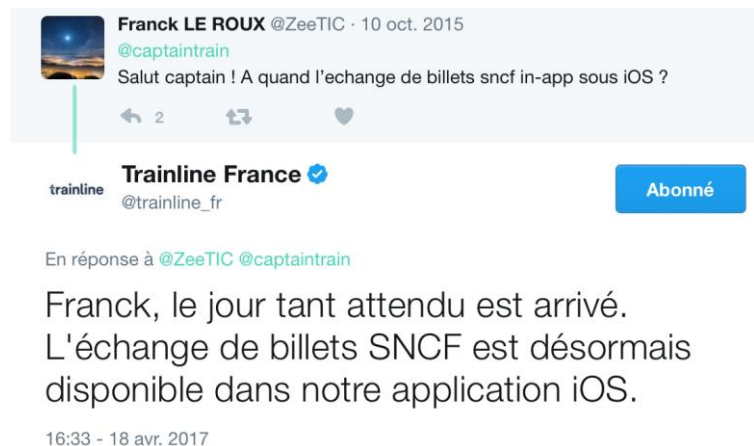 Franck LE ROUX @ZeeTIC · 10 oct. 2015
@captaintrain
Salut captain ! A quand l'echange de billets sncf in-app sous iOS ?
2
trainline
Trainline France
@trainline_fr
Abonné
En réponse à @ZeeTIC @captaintrain
Franck, le jour tant attendu est arrivé.
L'échange de billets SNCF est désormais
disponible dans notre application iOS.
16:33 - 18 avr. 2017